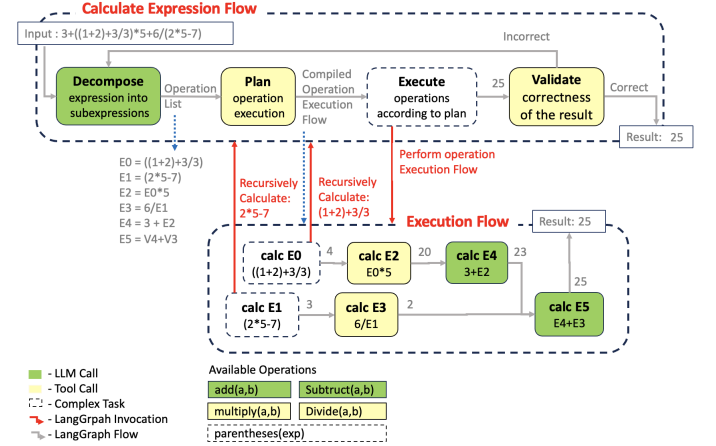 Calculate Expression Flow
Input : 3+((1+2)+3/3)*5+6/(2*5-7)
Incorrect
Decompose
expression into
subexpressions
Operation
List
Plan
operation
execution
Compiled
Operation
Execution
Flow
Execute
operations
according to plan
25
Validate
correctness
of the result
Correct
Result: 25
E0 = ((1+2)+3/3)
E1 = (2*5-7)
E2 = E0*5
E3 = 6/E1
E4 = 3 + E2
E5 = V4+V3
Recursively
Calculate:
2*5-7
Recursively
Calculate:
(1+2)+3/3
Perform operation
Execution Flow
Execution Flow
Result: 25
calc E0
((1+2)+3/3)
4
calc E2
E0*5
20
calc E4
3+E2
23
25
calc E1
(2*5-7)
3
calc E3
6/E1
2
calc E5
E4+E3
- LLM Call
- Tool Call
- Complex Task
- LangGrpah Invocation
- LangGraph Flow
Available Operations
add(a,b)
Subtruct(a,b)
multiply(a,b)
Divide(a,b)
parentheses(exp)